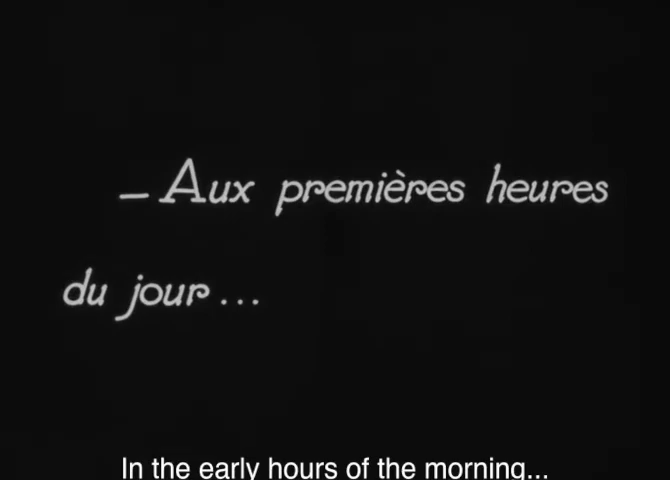 – Aux premières heures
du jour...
In the early hours of the morning...